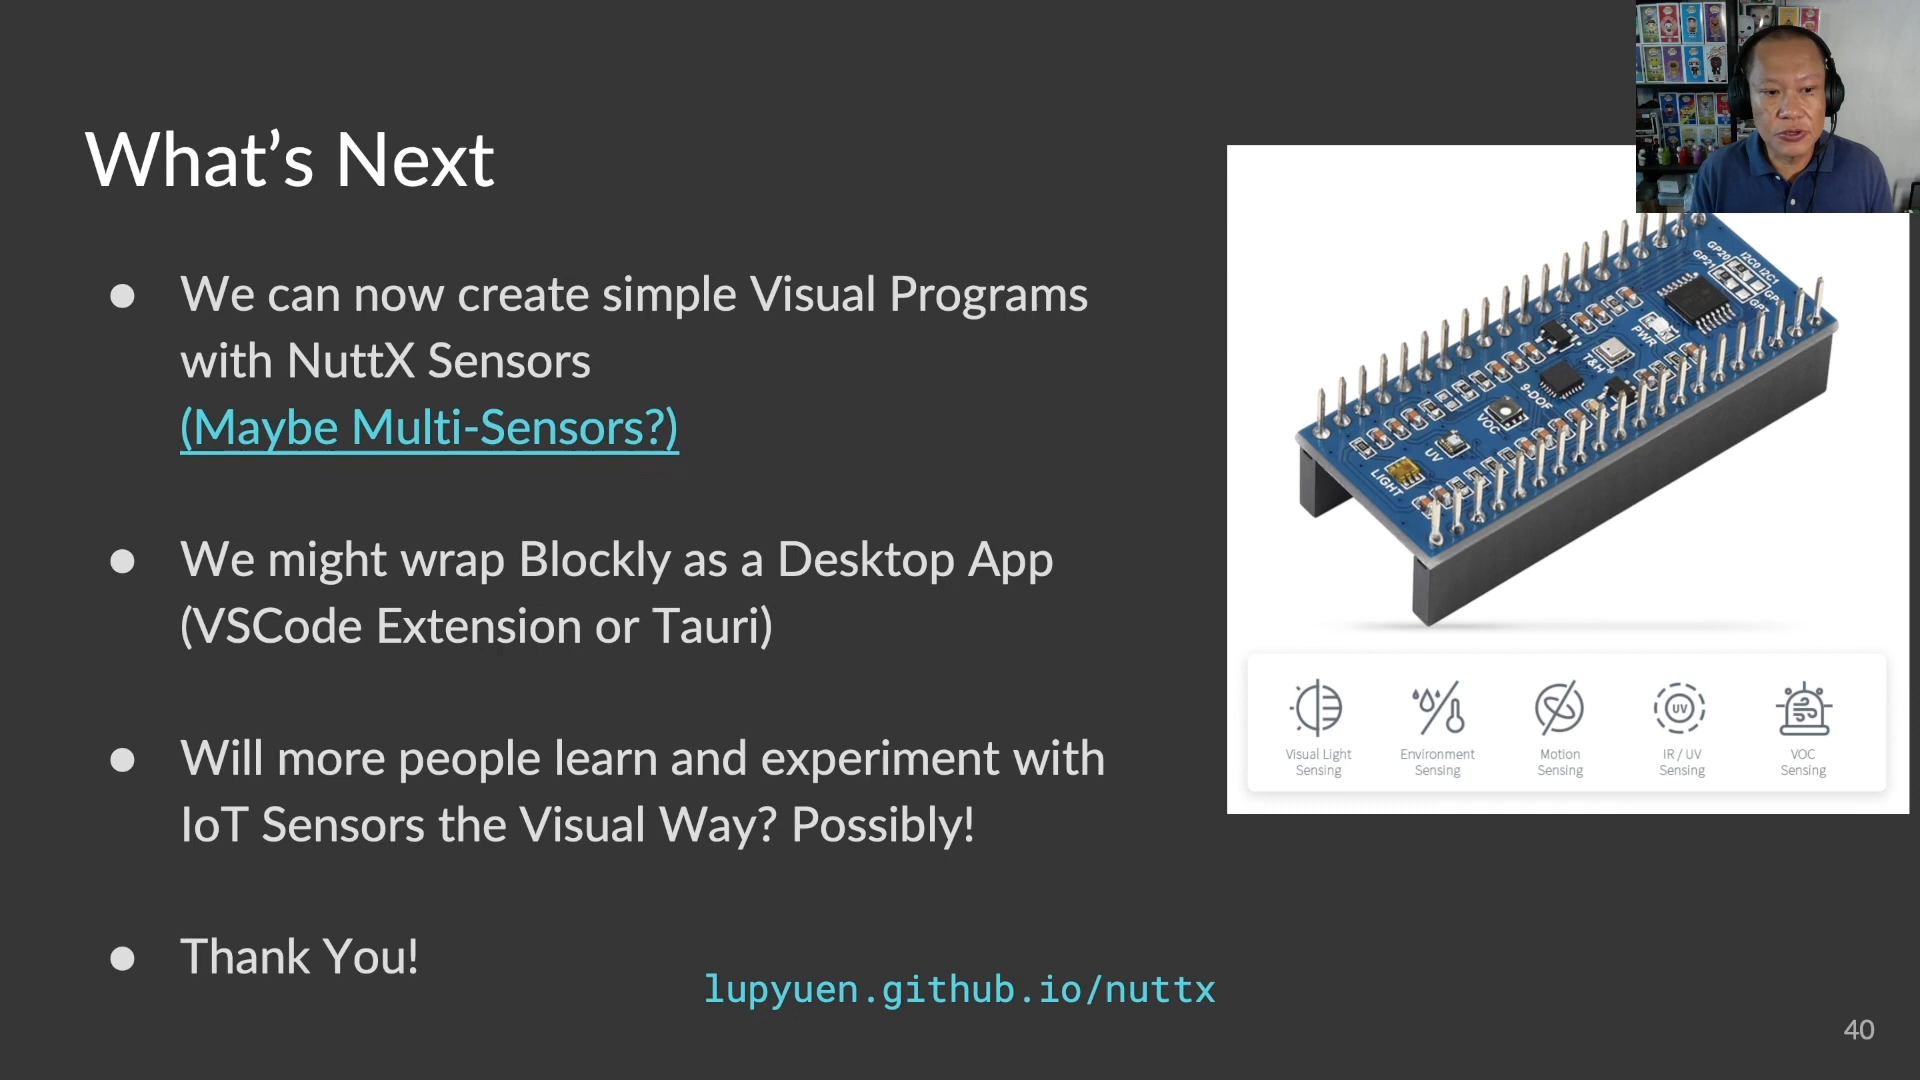 What's Next
● We can now create simple Visual Programs
with NuttX Sensors
(Maybe Multi-Sensors?)
● We might wrap Blockly as a Desktop App
(VSCode Extension or Tauri)
● Will more people learn and experiment with
IoT Sensors the Visual Way? Possibly!
● Thank You!
lupyuen.github.io/nuttx
40
GP20
GP21
I2C0 I2C1
PWR
T&H
9-DOF
VOC
UV
LIGHT
UV
Visual Light
Sensing
Environment
Sensing
Motion
Sensing
IR / UV
Sensing
VOC
Sensing